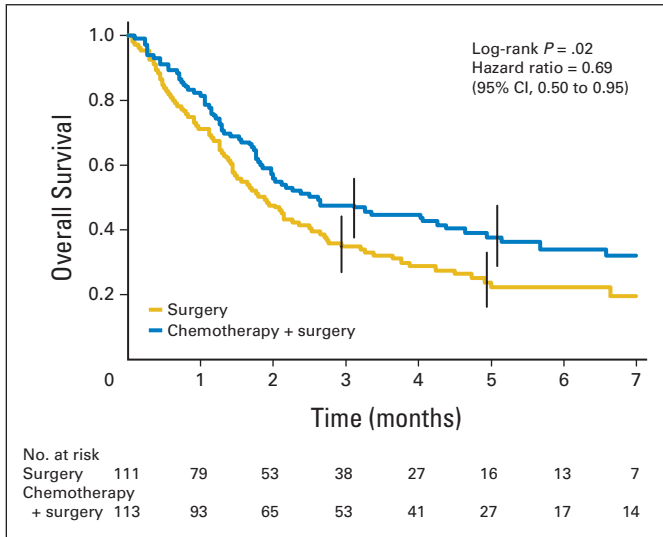 1.0
0.8
0.6
0.4
0.2
0
Overall Survival
Log-rank P = .02
Hazard ratio = 0.69
(95% CI, 0.50 to 0.95)
Surgery
Chemotherapy + surgery
1 2 3 4 5 6 7
Time (months)
No. at risk
Surgery 111 79 53 38 27 16 13 7
Chemotherapy
+ surgery 113 93 65 53 41 27 17 14